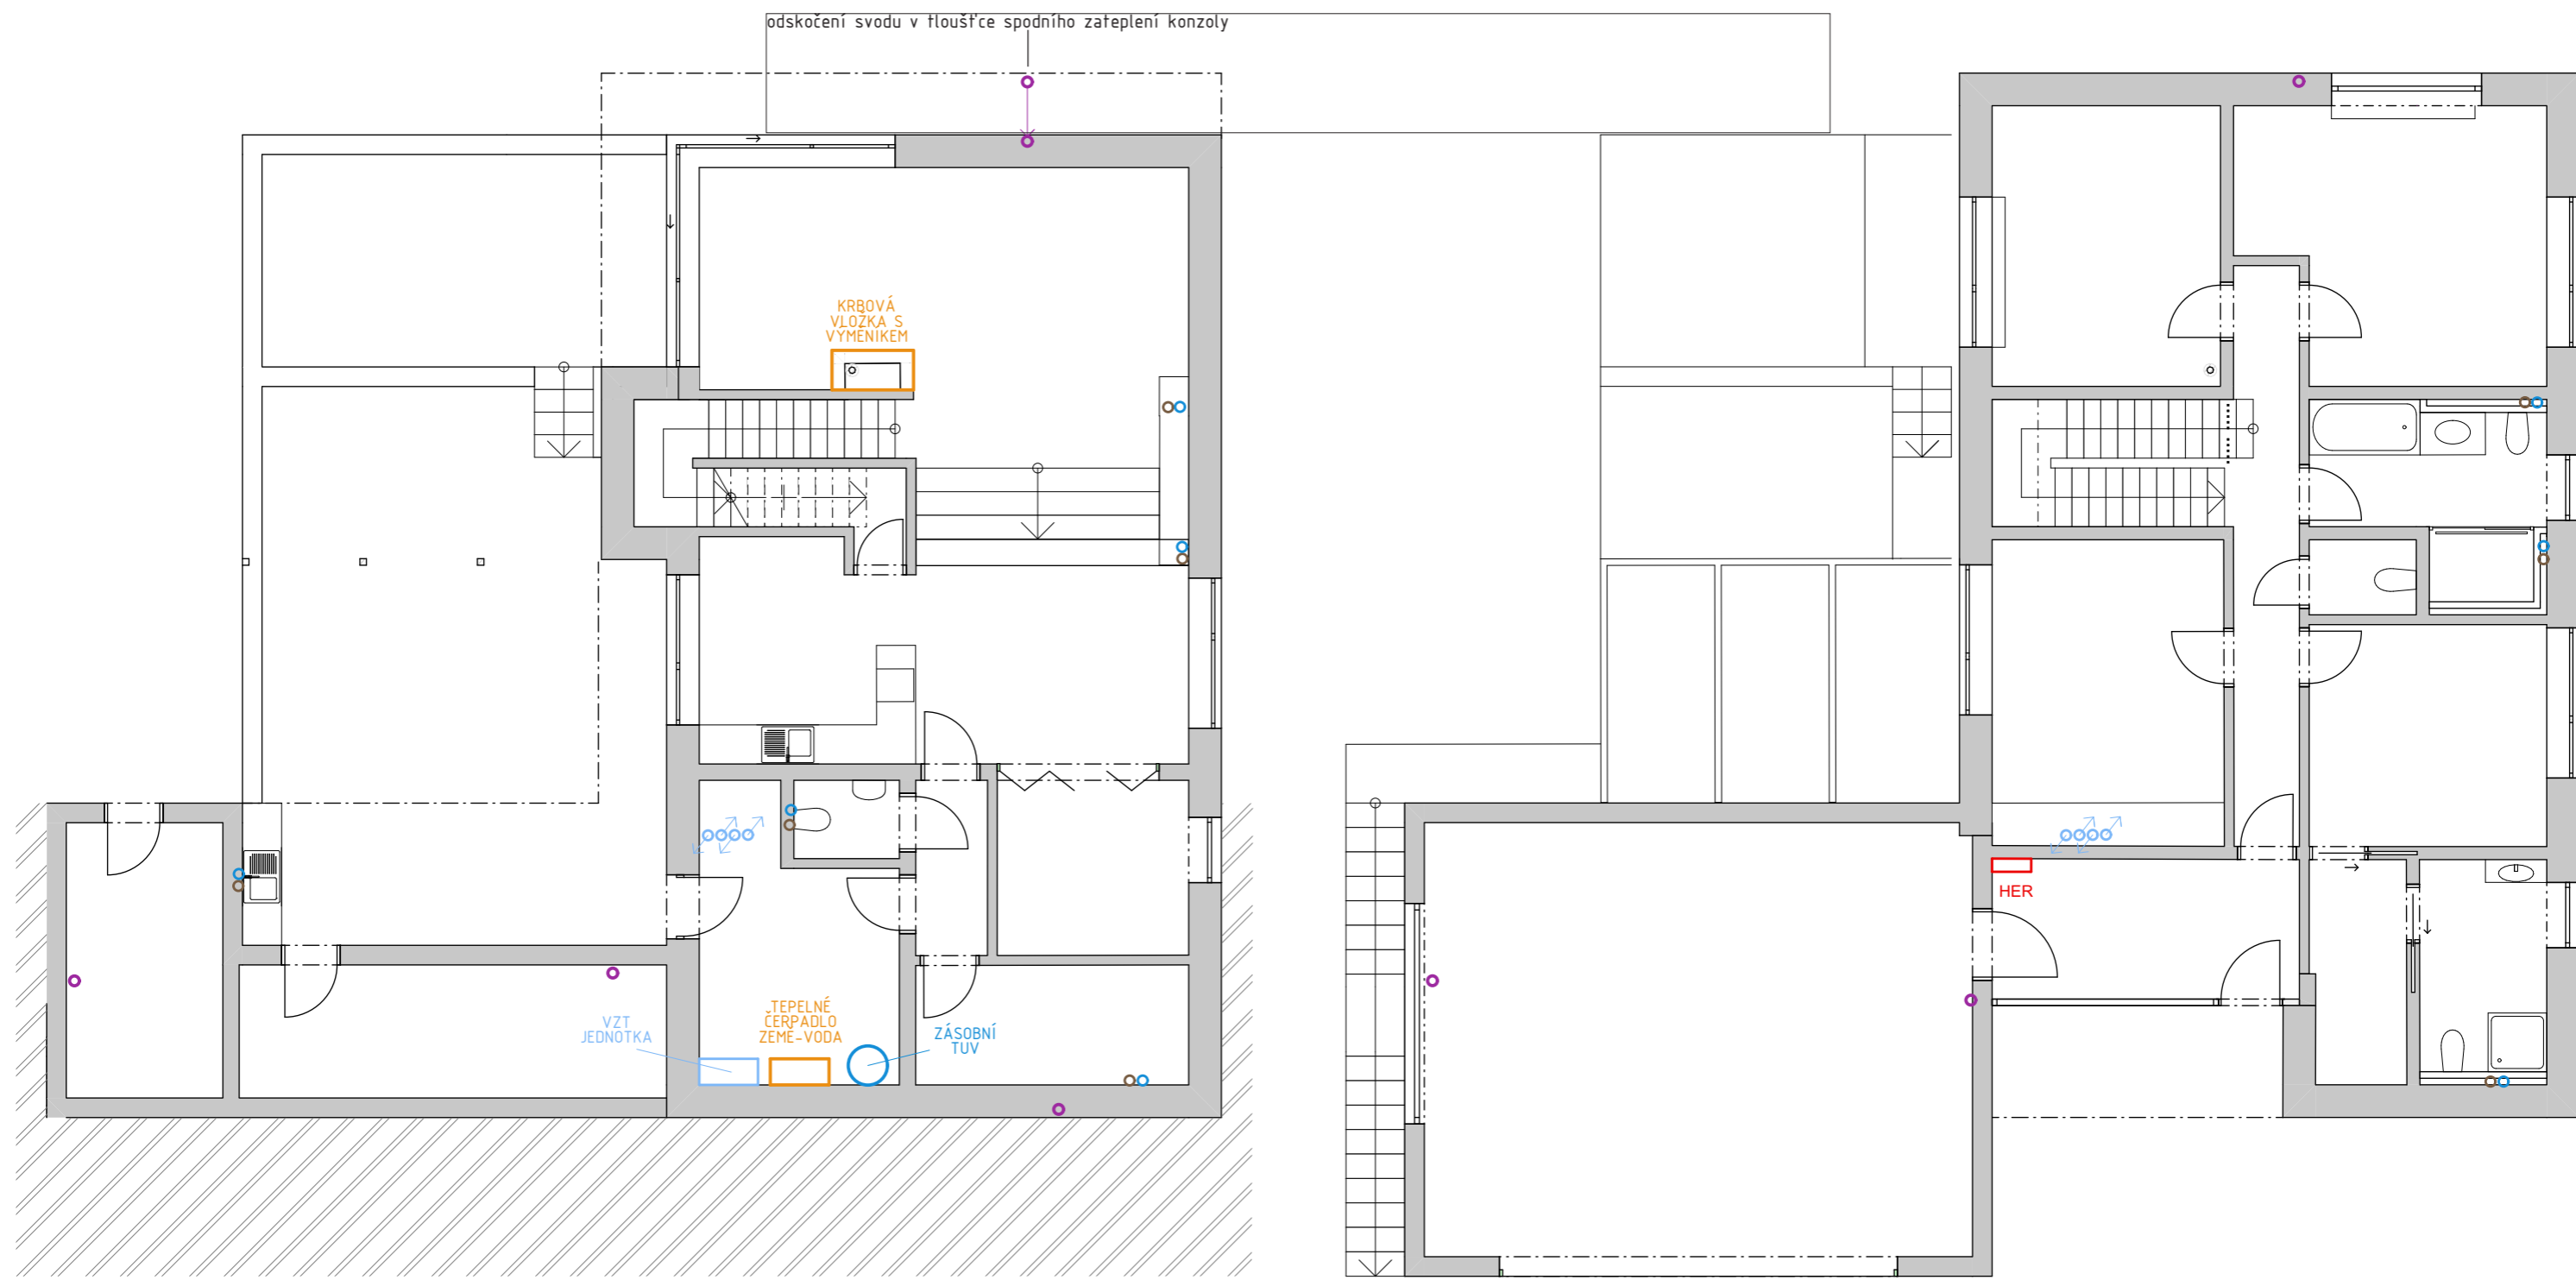 odskočení svodu v tloušťce spodního zateplení konzoly
KRBOVÁ
VLOŽKA S
VÝMĚNÍKEM
HER
VZT
JEDNOTKA
TEPELNÉ
ČERPADLO
ZEMĚ-VODA
ZÁSOBNÍ
TUV